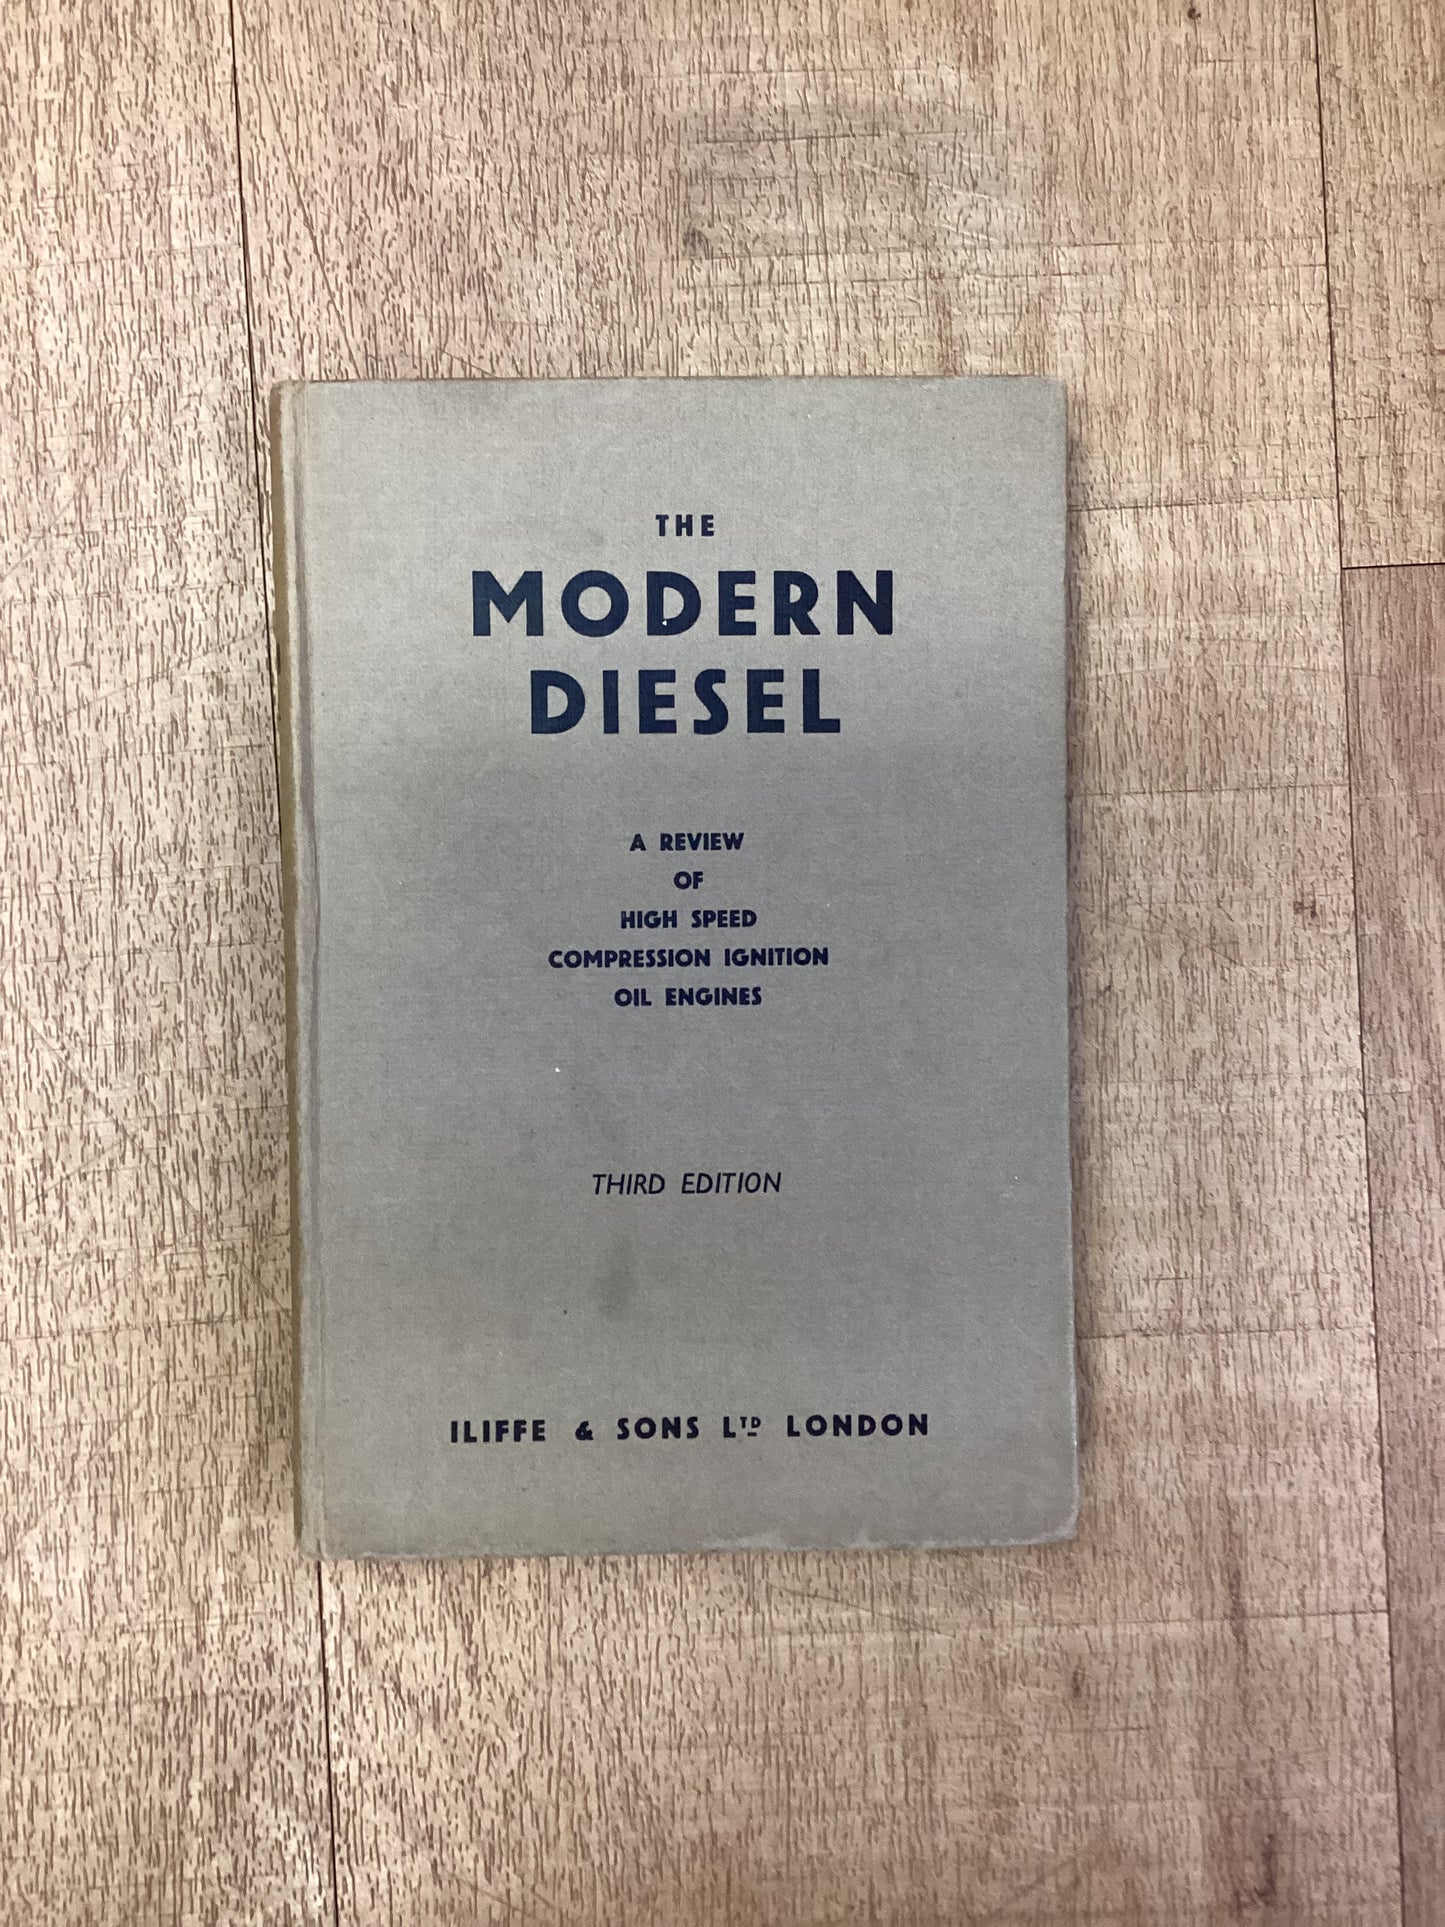 THE
MODERN
DIESEL
A REVIEW
OF
HIGH SPEED
COMPRESSION IGNITION
OIL ENGINES
THIRD EDITION
ILIFFE & SONS LTD LONDON